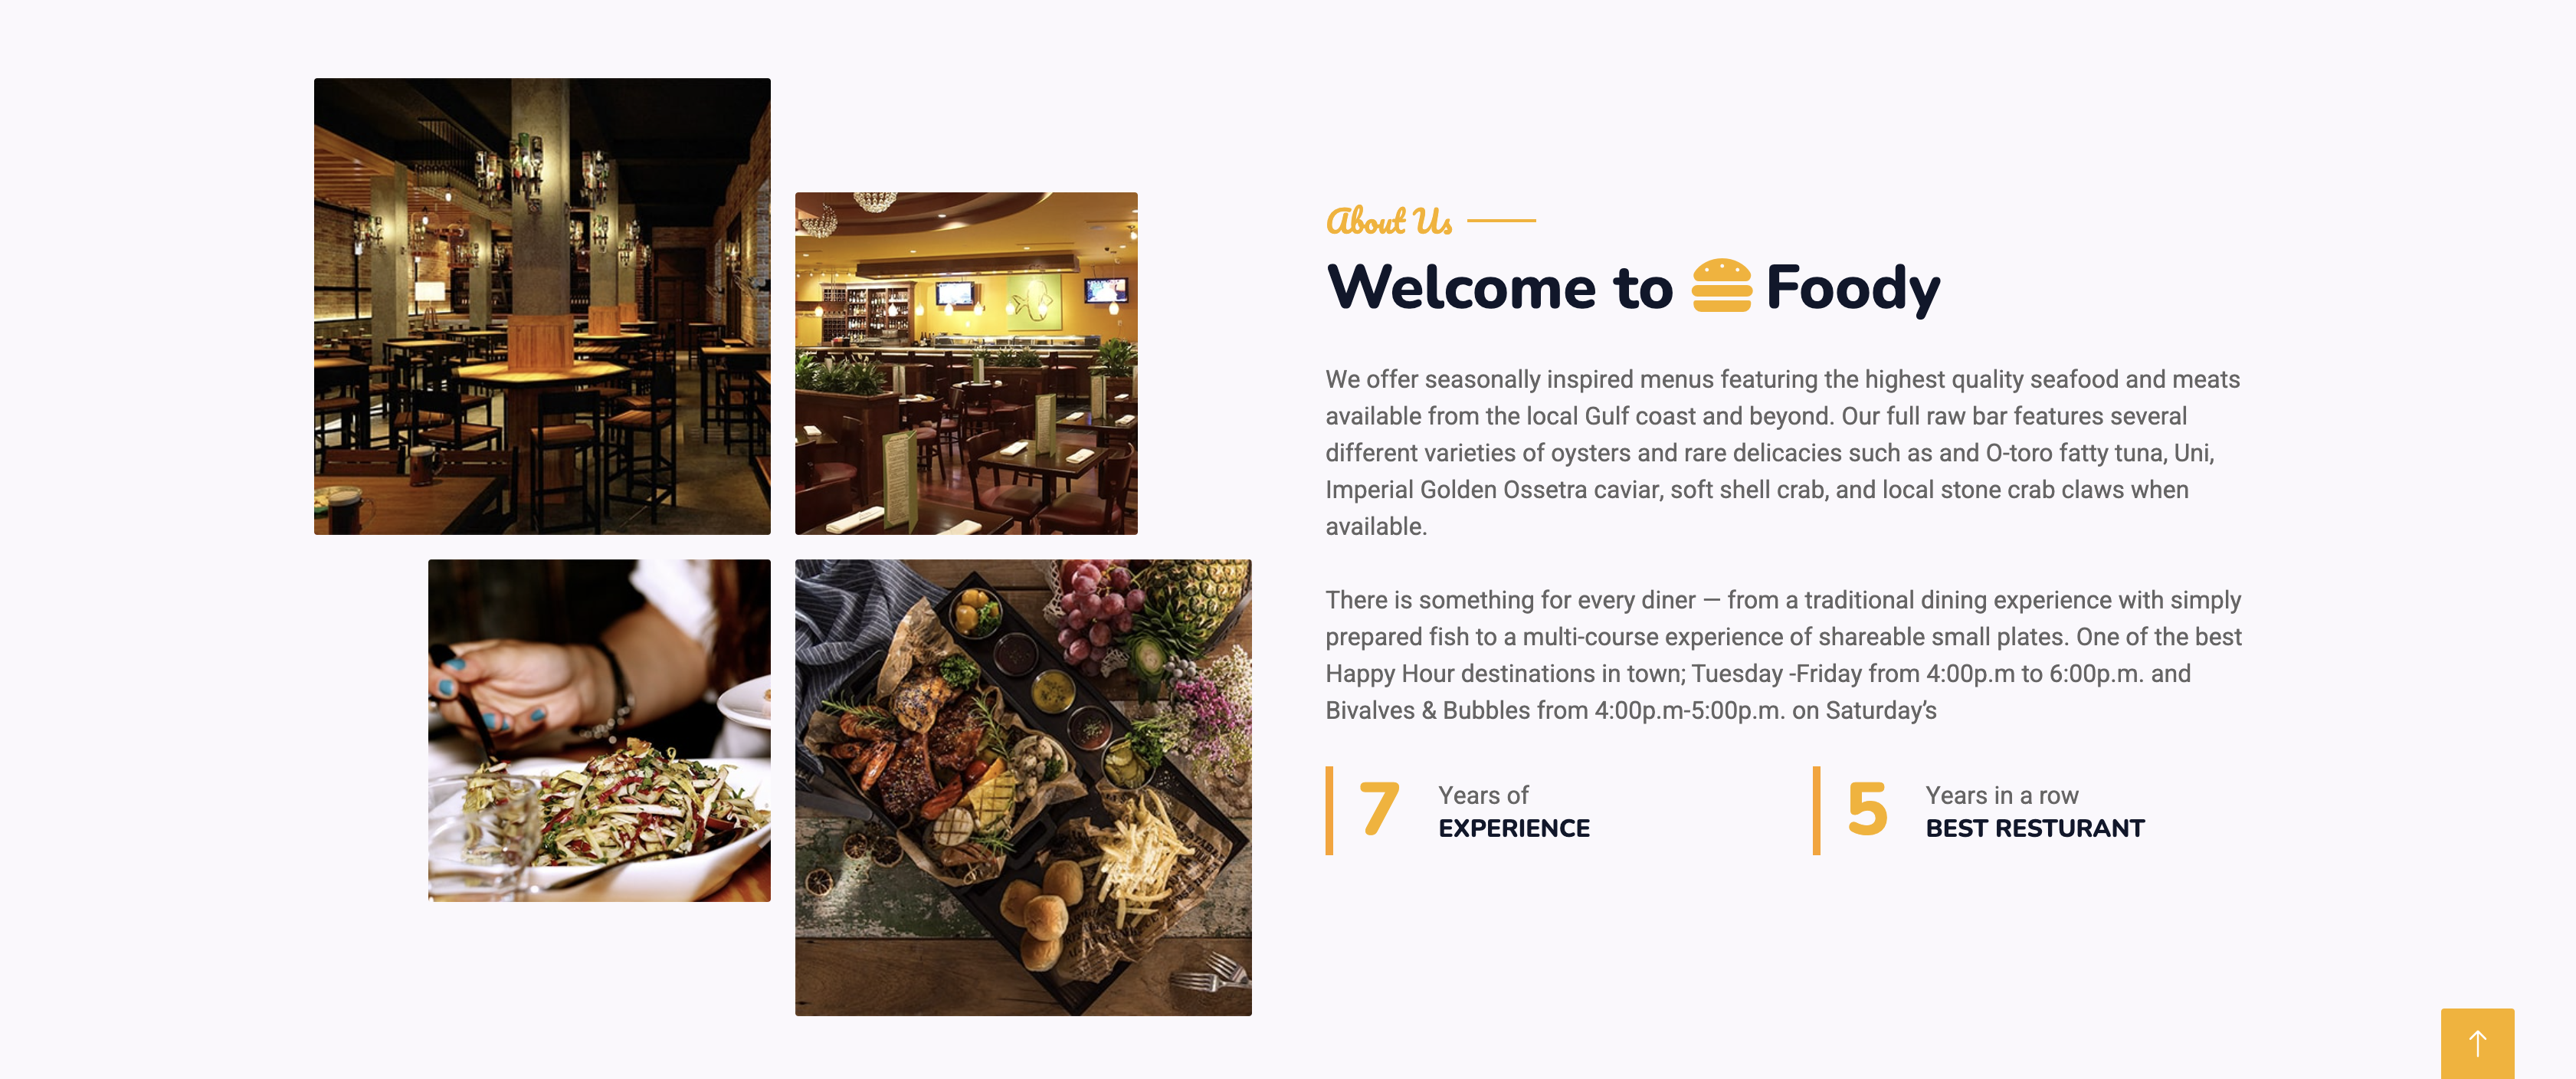 About Us
Welcome to Foody
We offer seasonally inspired menus featuring the highest quality seafood and meats
available from the local Gulf coast and beyond. Our full raw bar features several
different varieties of oysters and rare delicacies such as and O-toro fatty tuna, Uni,
Imperial Golden Ossetra caviar, soft shell crab, and local stone crab claws when
available.
There is something for every diner — from a traditional dining experience with simply
prepared fish to a multi-course experience of shareable small plates. One of the best
Happy Hour destinations in town; Tuesday -Friday from 4:00p.m to 6:00p.m. and
Bivalves & Bubbles from 4:00p.m-5:00p.m. on Saturday’s
7 Years of
EXPERIENCE
5 Years in a row
BEST RESTURANT